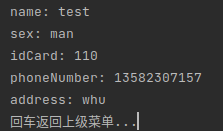 name: test
sex: man
idCard: 110
phoneNumber: 13582307157
address: whu
回车返回上级菜单...